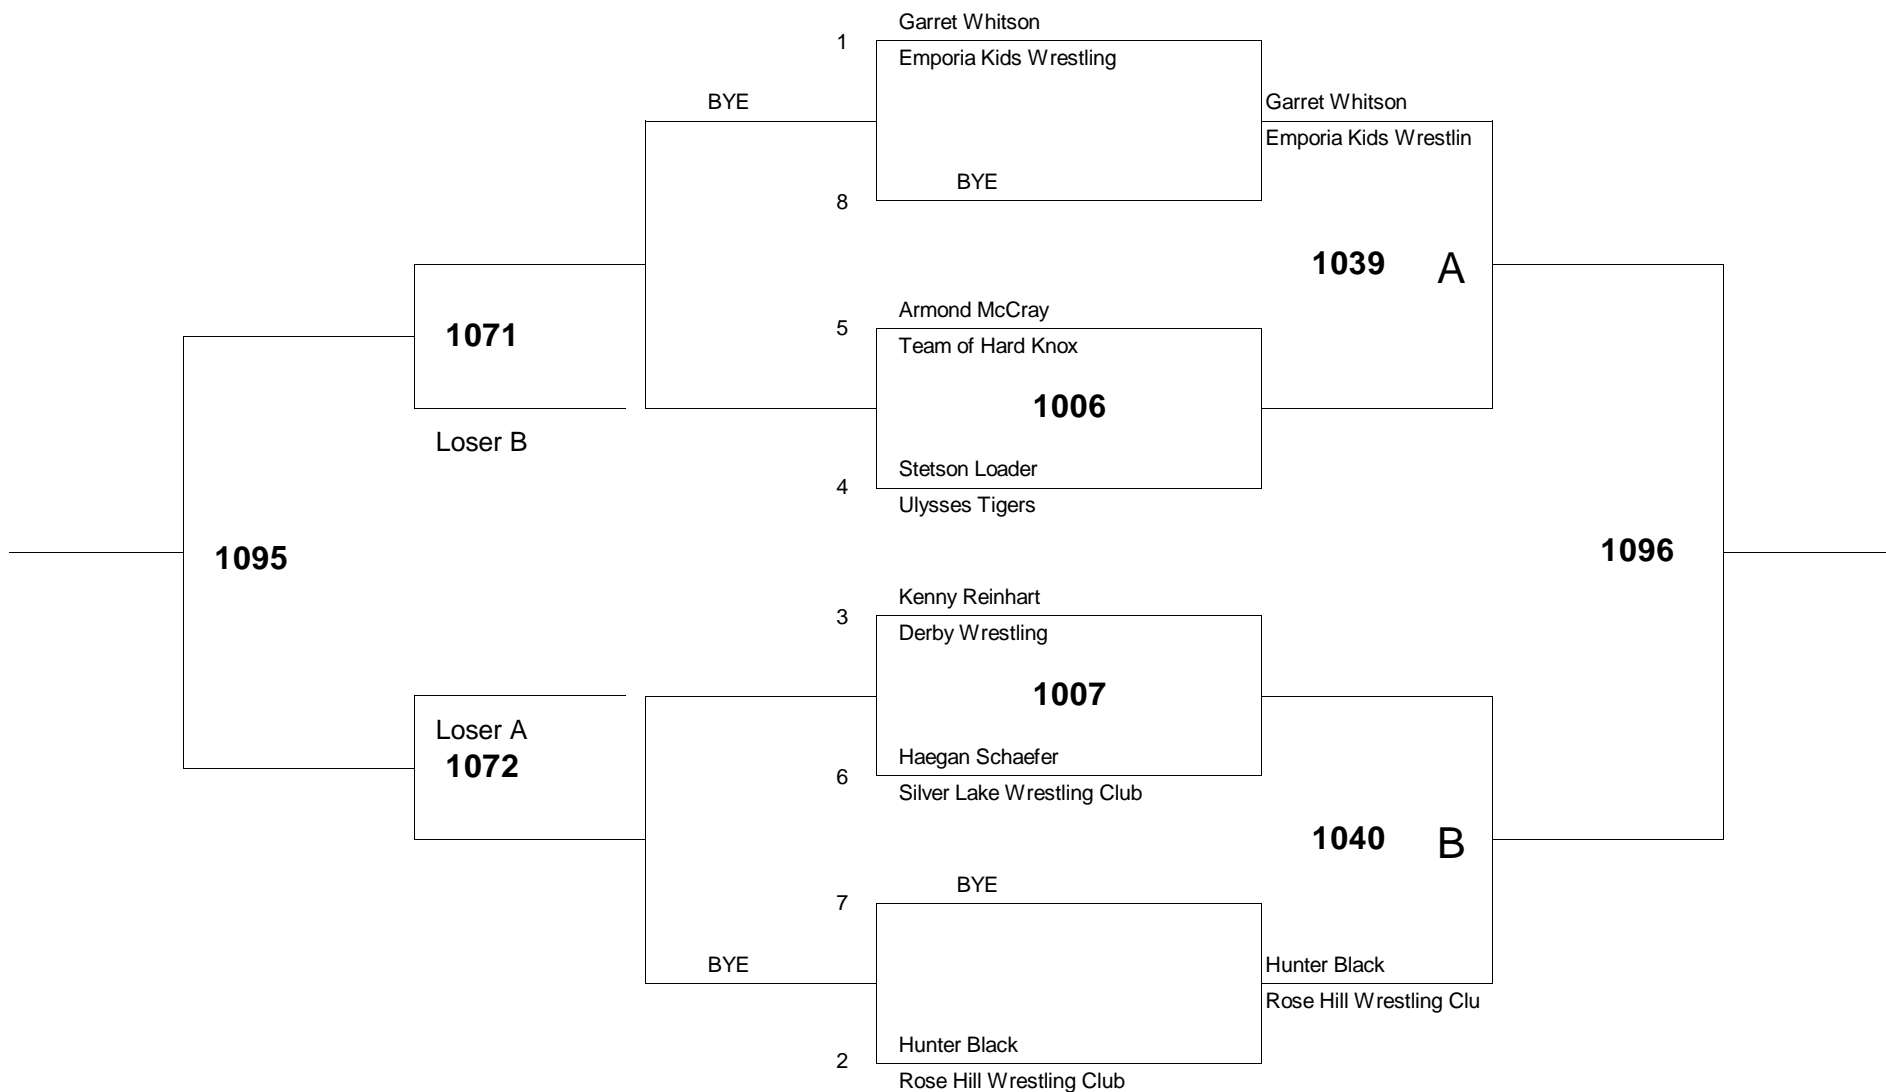 Garret Whitson
1
Emporia Kids Wrestling
BYE
Garret Whitson
Emporia Kids Wrestlin
BYE
8
1039 A
Armond McCray
5
1071
Team of Hard Knox
1006
Loser B
Stetson Loader
4
Ulysses Tigers
1095
1096
Kenny Reinhart
3
Derby Wrestling
1007
Loser A
1072
Haegan Schaefer
6
Silver Lake Wrestling Club
1040 B
BYE
7
BYE
Hunter Black
Rose Hill Wrestling Clu
Hunter Black
2
Rose Hill Wrestling Club